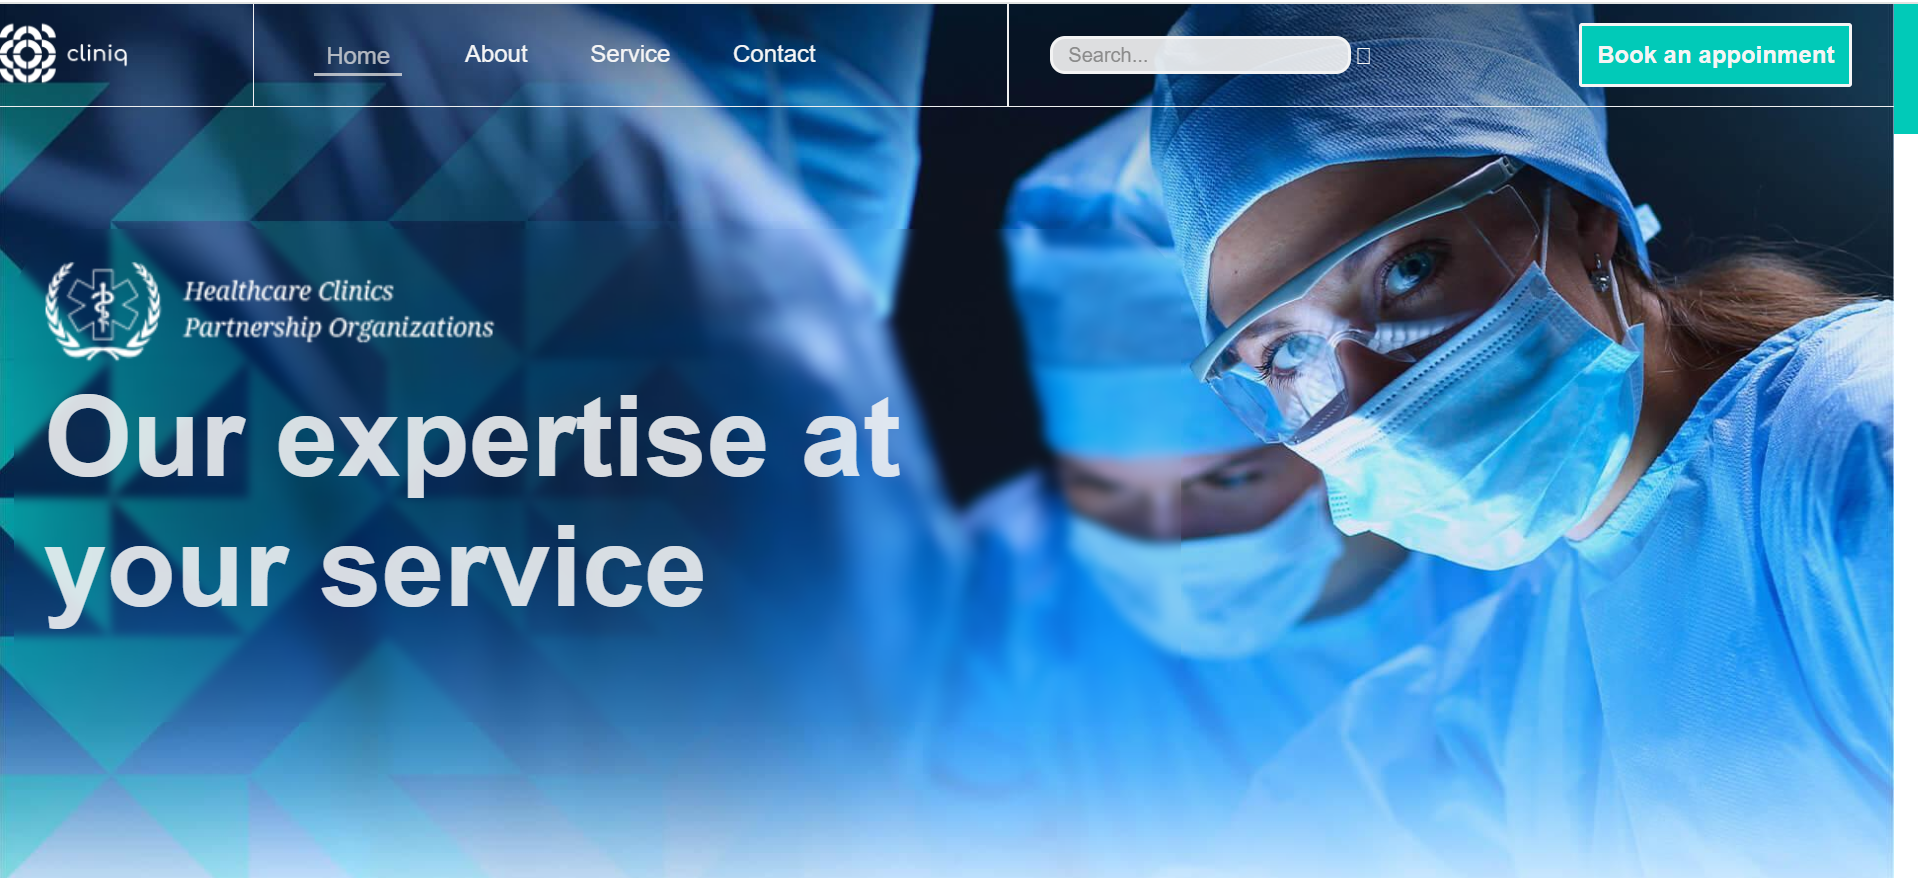 cliniq
Home
About
Service
Contact
Search...
Book an appoinment
Healthcare Clinics
Partnership Organizations
Our expertise at
your service